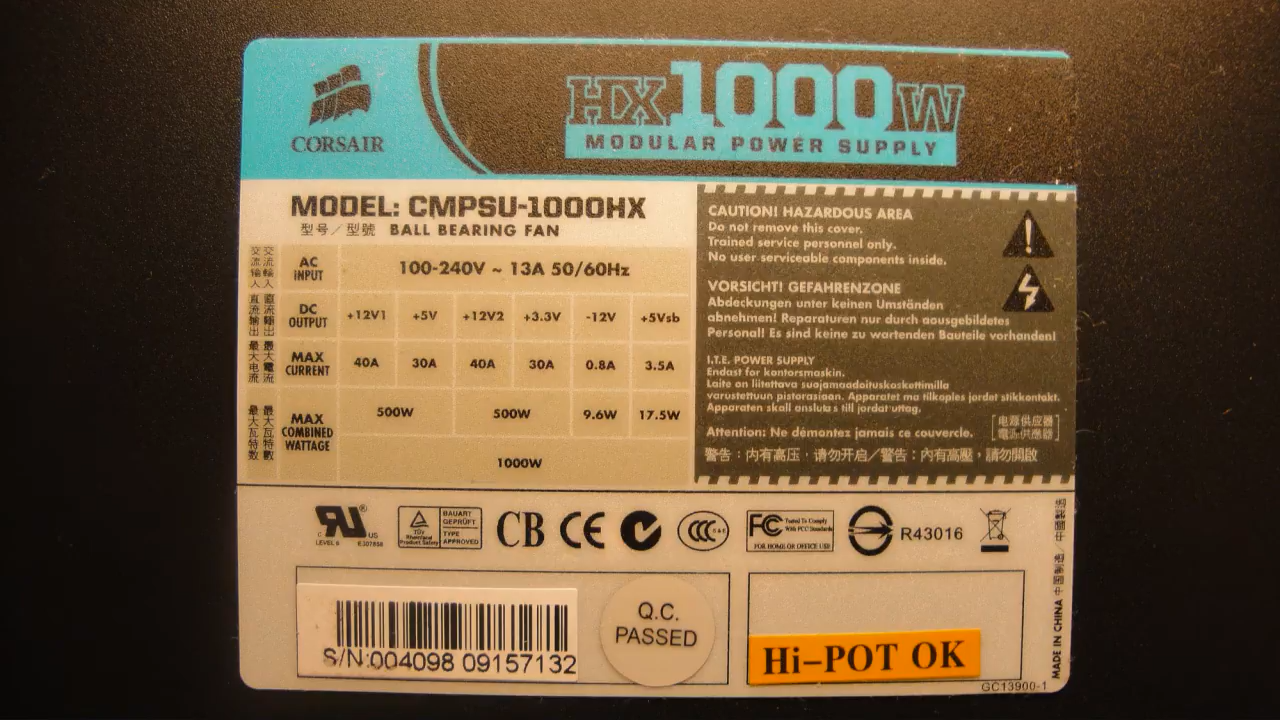 CORSAIR
HX1000W
MODULAR POWER SUPPLY
MODEL: CMPSU-1000HX
型号/型號 BALL BEARING FAN
交流输入 交流輸入 AC INPUT 100-240V ~ 13A 50/60Hz
直流输出 直流輸出 DC OUTPUT +12V1 +5V +12V2 +3.3V -12V +5Vsb
最大电流 最大電流 MAX CURRENT 40A 30A 40A 30A 0.8A 3.5A
最大瓦特数 最大瓦特數 MAX COMBINED WATTAGE 500W 500W 9.6W 17.5W
1000W
CAUTION! HAZARDOUS AREA
Do not remove this cover.
Trained service personnel only.
No user serviceable components inside.
VORSICHT! GEFAHRENZONE
Abdeckungen unter keinen Umständen
abnehmen! Reparaturen nur durch aousgebildetes
Personal! Es sind keine zu wartenden Bauteile vorhanden!
I.T.E. POWER SUPPLY
Endast for kontorsmaskin.
Laite on liitettava suojamaadoituskoskettimilla
varustettuun pistorasiaan. Apparatet ma tilkoples jordet stikkontakt.
Apparaten skall anslutas till jordat uttag.
Attention: Ne démontez jamais ce couvercle.
电源供应器
電源供應器
警告：内有高压，请勿开启/警告：內有高壓，請勿開啟
c RU ® US
LEVEL 6 E307858
TÜV
Rheinland
Product Safety
BAUART
GEPRÜFT
TYPE
APPROVED
CB CE
CCC S&E
FC Tested To Comply
With FCC Standards
FOR HOME OR OFFICE USE
R43016
S/N:004098 09157132
Q.C.
PASSED
Hi-POT OK
MADE IN CHINA 中国制造/中國製造
GC13900-1